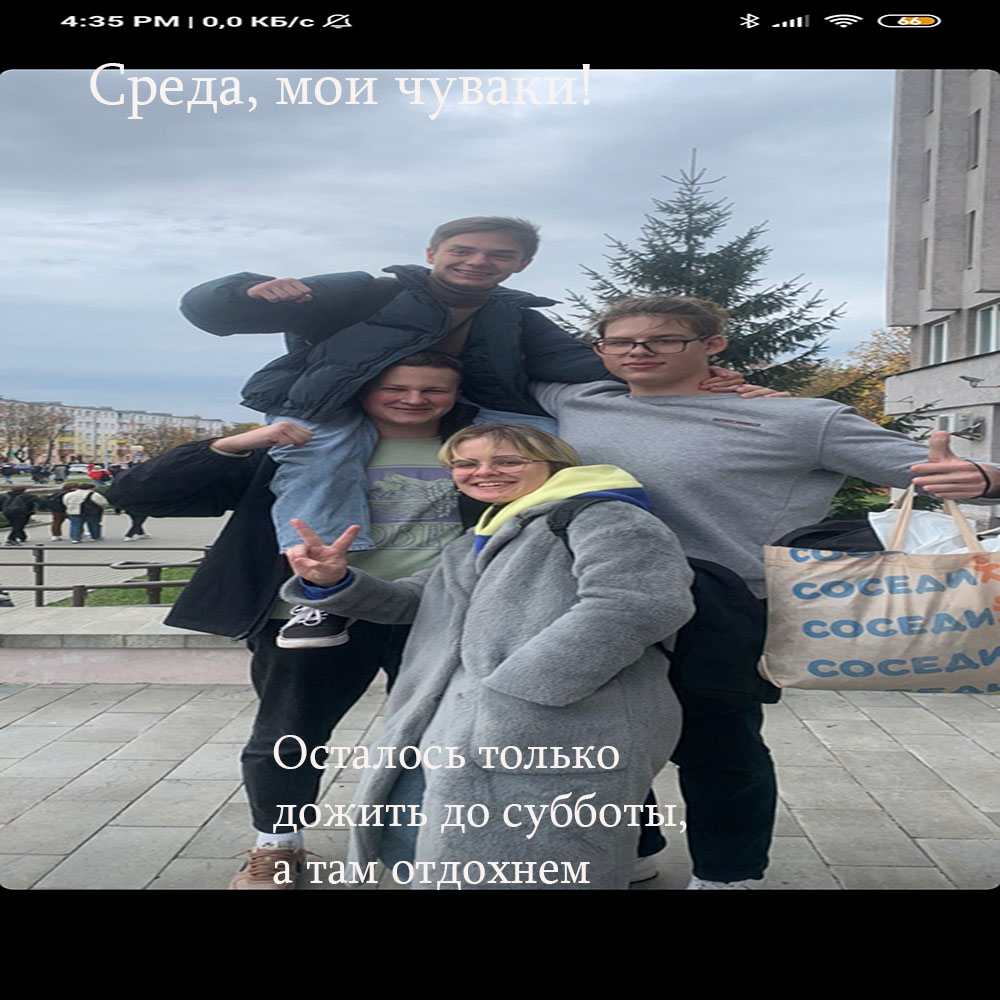 4:35 PM | 0,0 КБ/с
66
Среда, мои чуваки!
СОСЕДИ
СОСЕДИ
СОСЕДИ
Осталось только
дожить до субботы,
а там отдохнем